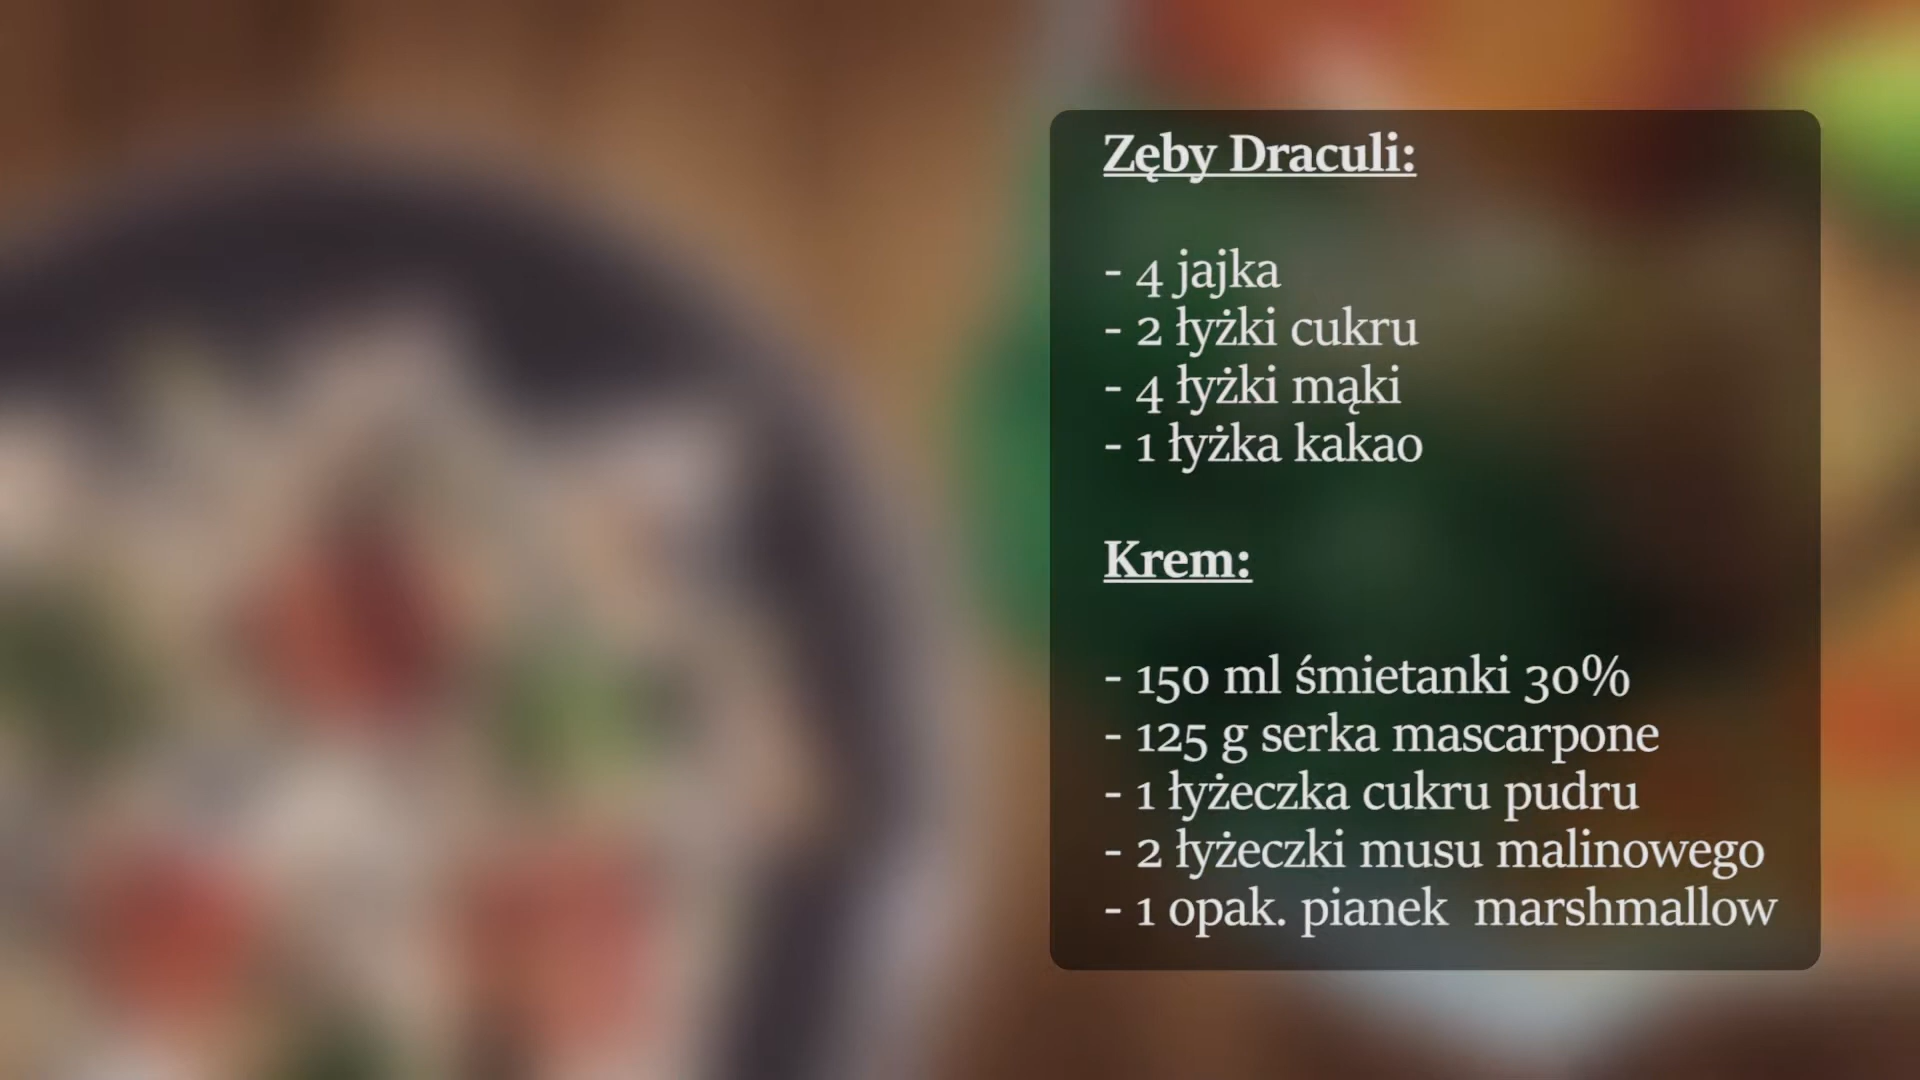 Zęby Draculi:
- 4 jajka
- 2 łyżki cukru
- 4 łyżki mąki
- 1 łyżka kakao
Krem:
- 150 ml śmietanki 30%
- 125 g serka mascarpone
- 1 łyżeczka cukru pudru
- 2 łyżeczki musu malinowego
- 1 opak. pianek  marshmallow